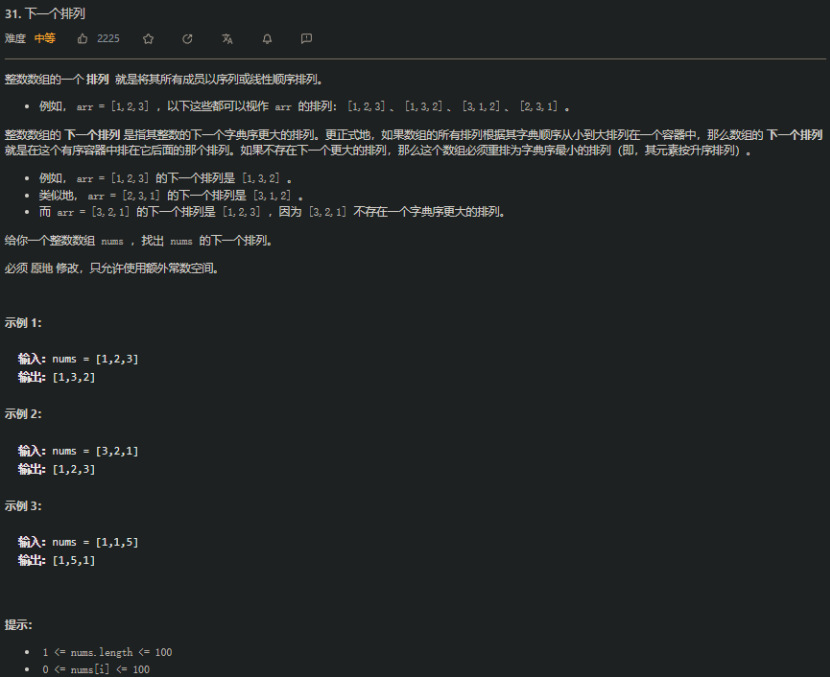 31. 下一个排列
难度 中等 2225
整数数组的一个 排列 就是将其所有成员以序列或线性顺序排列。
例如， arr = [1,2,3] ，以下这些都可以视作 arr 的排列： [1,2,3] 、 [1,3,2] 、 [3,1,2] 、 [2,3,1] 。
整数数组的 下一个排列 是指其整数的下一个字典序更大的排列。更正式地，如果数组的所有排列根据其字典顺序从小到大排列在一个容器中，那么数组的 下一个排列
就是在这个有序容器中排在它后面的那个排列。如果不存在下一个更大的排列，那么这个数组必须重排为字典序最小的排列（即，其元素按升序排列）。
例如， arr = [1,2,3] 的下一个排列是 [1,3,2] 。
类似地， arr = [2,3,1] 的下一个排列是 [3,1,2] 。
而 arr = [3,2,1] 的下一个排列是 [1,2,3] ，因为 [3,2,1] 不存在一个字典序更大的排列。
给你一个整数数组 nums ，找出 nums 的下一个排列。
必须 原地 修改，只允许使用额外常数空间。
示例 1：
输入：nums = [1,2,3]
输出：[1,3,2]
示例 2：
输入：nums = [3,2,1]
输出：[1,2,3]
示例 3：
输入：nums = [1,1,5]
输出：[1,5,1]
提示：
1 <= nums.length <= 100
0 <= nums[i] <= 100